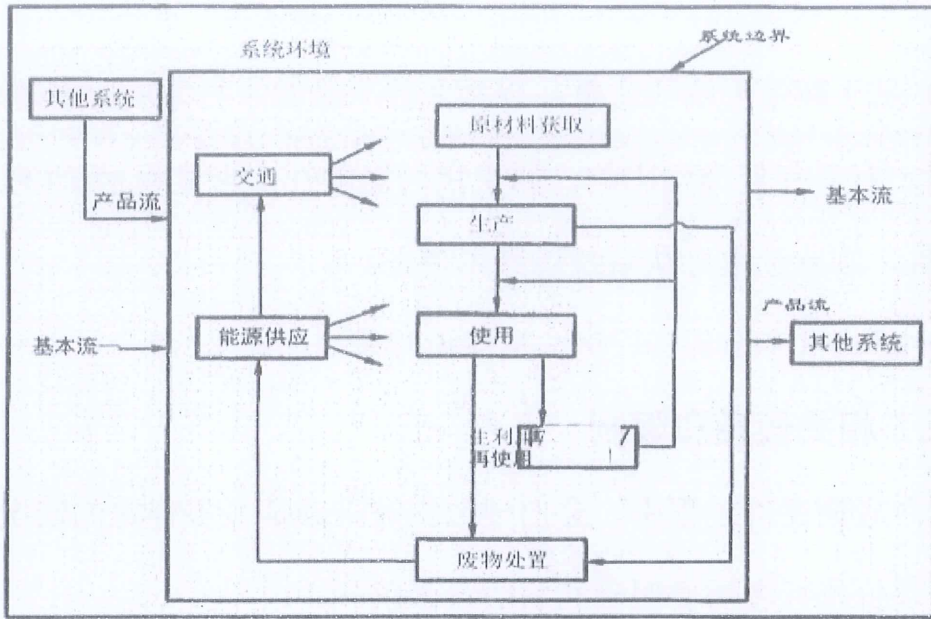 系统环境
系统边界
其他系统
原材料获取
交通
产品流
基本流
生产
产品流
基本流
能源供应
使用
其他系统
生利
再使用
废物处置